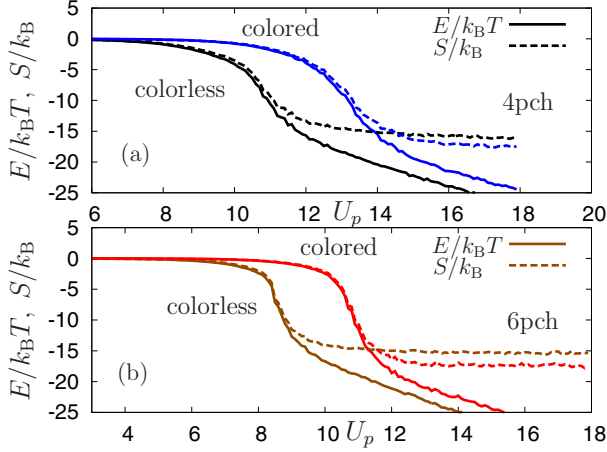 5
0
-5
-10
-15
-20
-25
colored
E/k_BT
S/k_B
colorless
4pch
(a)
6 8 10 12 U_p 14 16 18 20
E/k_BT, S/k_B
5
0
-5
-10
-15
-20
-25
colored
E/k_BT
S/k_B
colorless
6pch
(b)
4 6 8 10 U_p 12 14 16 18
E/k_BT, S/k_B